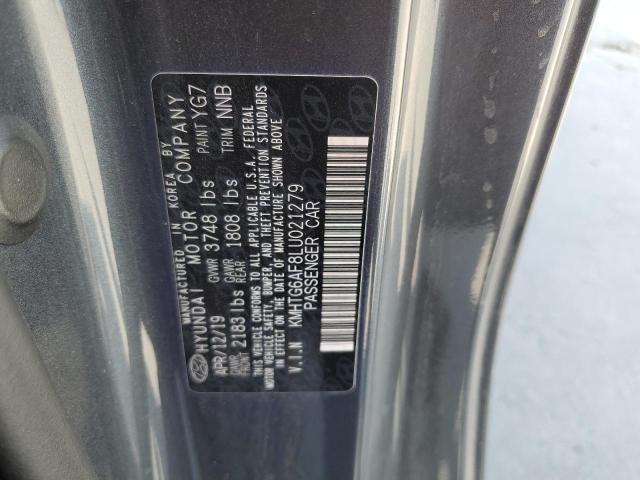 MANUFACTURED IN KOREA BY
HYUNDAI MOTOR COMPANY
APR/12/19 GVWR 3748 lbs PAINT YG7
GAWR FRONT 2183 lbs GAWR REAR 1808 lbs TRIM NNB
THIS VEHICLE CONFORMS TO ALL APPLICABLE U.S.A. FEDERAL
MOTOR VEHICLE SAFETY, BUMPER, AND THEFT PREVENTION STANDARDS
IN EFFECT ON THE DATE OF MANUFACTURE SHOWN ABOVE
V.I.N KMHTG6AF8LU021279
PASSENGER CAR